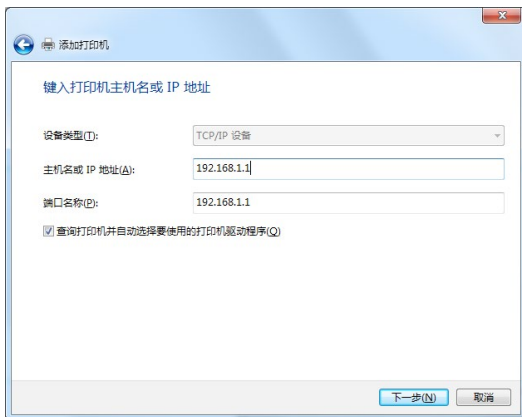 添加打印机
键入打印机主机名或 IP 地址
设备类型(T):
TCP/IP 设备
主机名或 IP 地址(A):
192.168.1.1
端口名称(P):
192.168.1.1
查询打印机并自动选择要使用的打印机驱动程序(Q)
下一步(N)
取消